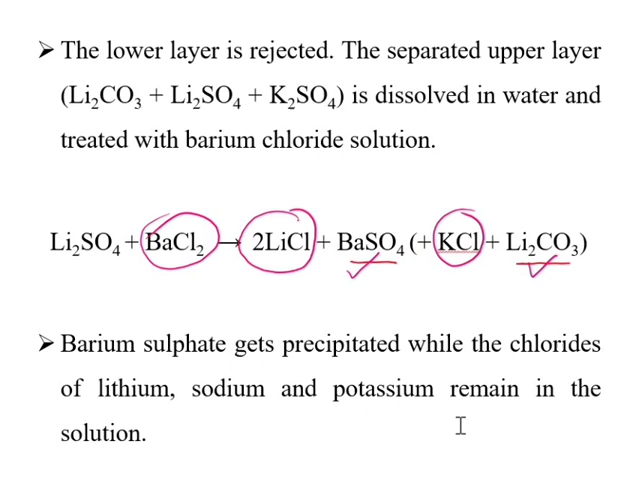 ➤ The lower layer is rejected. The separated upper layer
(Li₂CO₃ + Li₂SO₄ + K₂SO₄) is dissolved in water and
treated with barium chloride solution.
Li₂SO₄ + BaCl₂ → 2LiCl + BaSO₄ (+ KCl + Li₂CO₃)
➤ Barium sulphate gets precipitated while the chlorides
of lithium, sodium and potassium remain in the
solution.